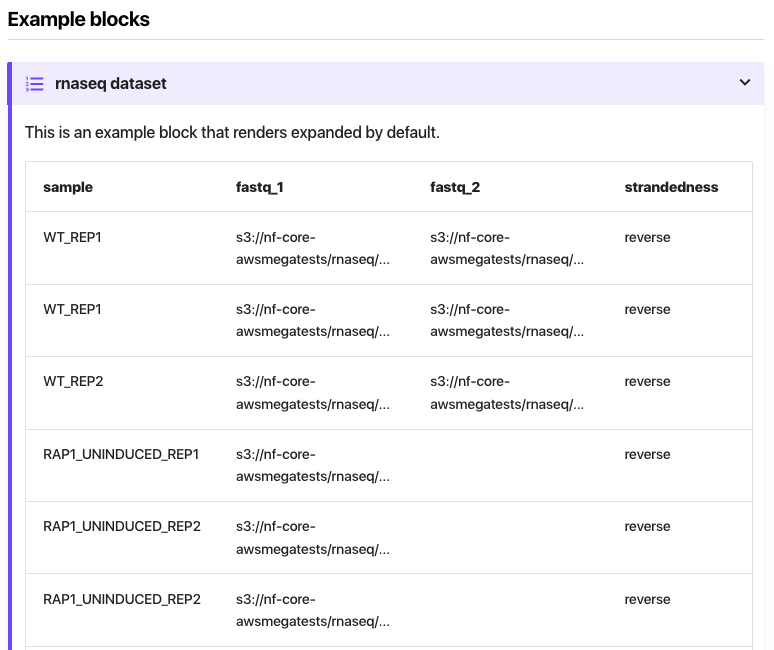 Example blocks
rnaseq dataset
This is an example block that renders expanded by default.
sample fastq_1 fastq_2 strandedness
WT_REP1 s3://nf-core- s3://nf-core- reverse
awsmegatests/rnaseq/... awsmegatests/rnaseq/...
WT_REP1 s3://nf-core- s3://nf-core- reverse
awsmegatests/rnaseq/... awsmegatests/rnaseq/...
WT_REP2 s3://nf-core- s3://nf-core- reverse
awsmegatests/rnaseq/... awsmegatests/rnaseq/...
RAP1_UNINDUCED_REP1 s3://nf-core- reverse
awsmegatests/rnaseq/...
RAP1_UNINDUCED_REP2 s3://nf-core- reverse
awsmegatests/rnaseq/...
RAP1_UNINDUCED_REP2 s3://nf-core- reverse
awsmegatests/rnaseq/...